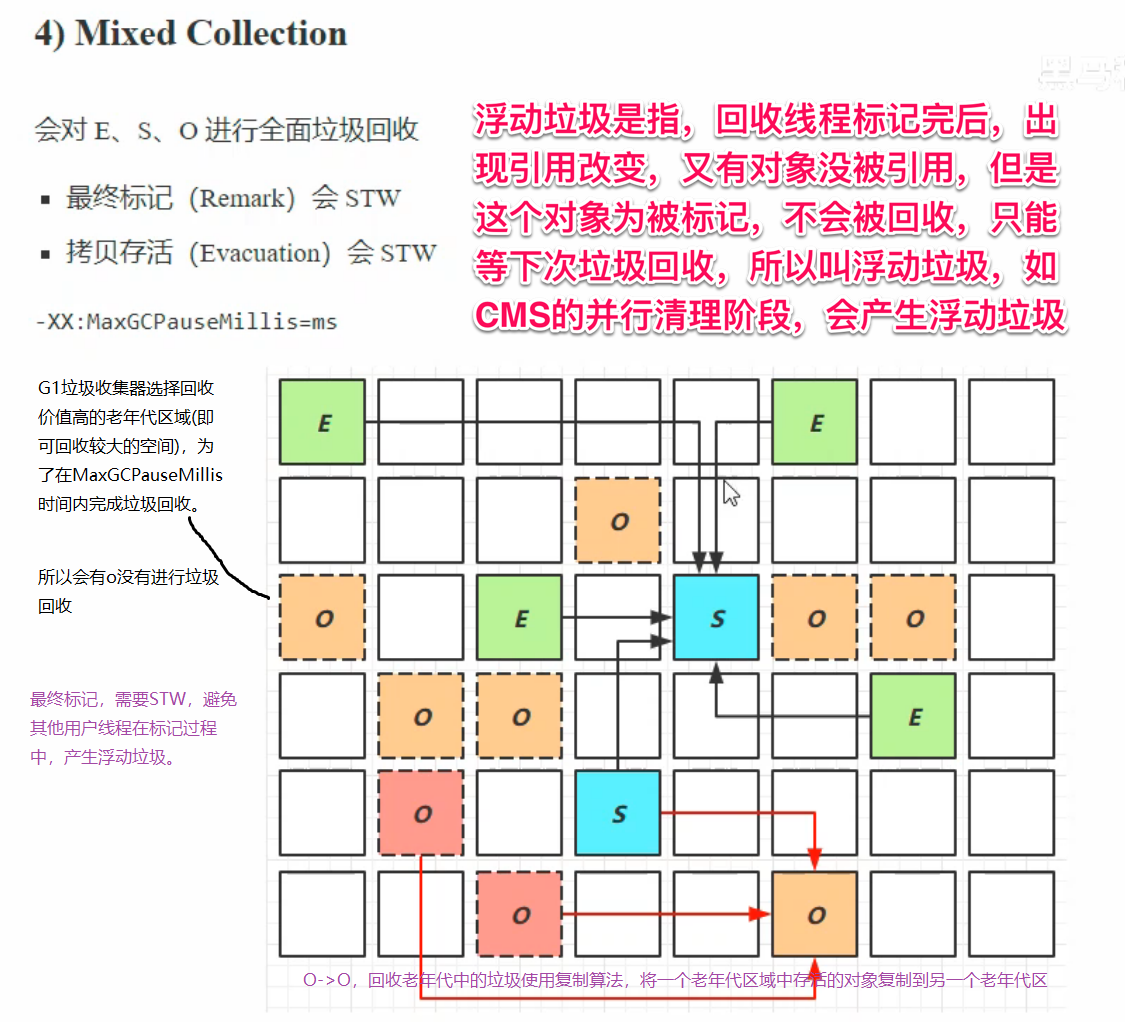 4) Mixed Collection
会对 E、S、O 进行全面垃圾回收
最终标记（Remark）会 STW
拷贝存活（Evacuation）会 STW
-XX:MaxGCPauseMillis=ms
浮动垃圾是指，回收线程标记完后，出
现引用改变，又有对象没被引用，但是
这个对象为被标记，不会被回收，只能
等下次垃圾回收，所以叫浮动垃圾，如
CMS的并行清理阶段，会产生浮动垃圾
G1垃圾收集器选择回收
价值高的老年代区域(即
可回收较大的空间)，为
了在MaxGCPauseMillis
时间内完成垃圾回收。
所以会有o没有进行垃圾
回收
最终标记，需要STW，避免
其他用户线程在标记过程
中，产生浮动垃圾。
E E
O
O E S O O
O O E
O S
O O
O->O，回收老年代中的垃圾使用复制算法，将一个老年代区域中存活的对象复制到另一个老年代区